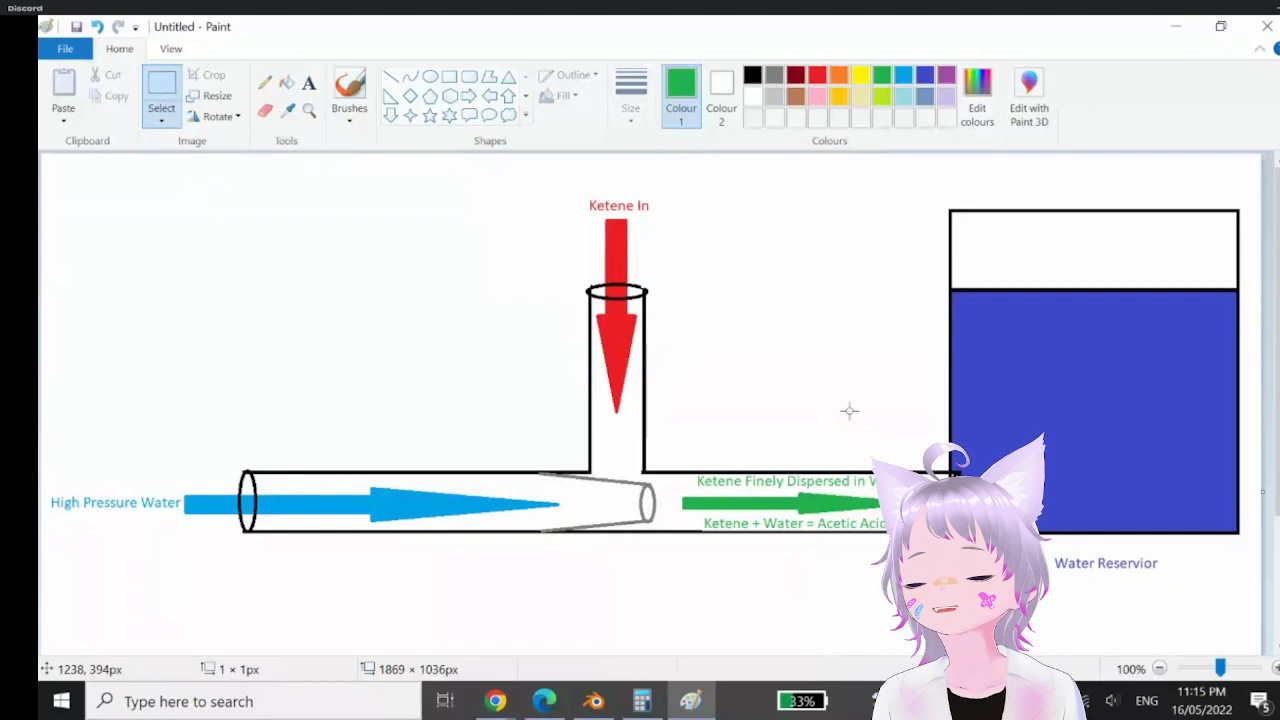 Discord
Untitled - Paint
File Home View
Paste
Cut
Copy
Clipboard
Select
Crop
Resize
Rotate
Image
Tools
Brushes
Shapes
Outline
Fill
Size
Colour 1
Colour 2
Colours
Edit colours
Edit with Paint 3D
Ketene In
High Pressure Water
Ketene Finely Dispersed in
Ketene + Water = Acetic Acid
Water Reservior
1238, 394px
1 × 1px
1869 × 1036px
100%
Type here to search
33%
ENG
11:15 PM
16/05/2022
5